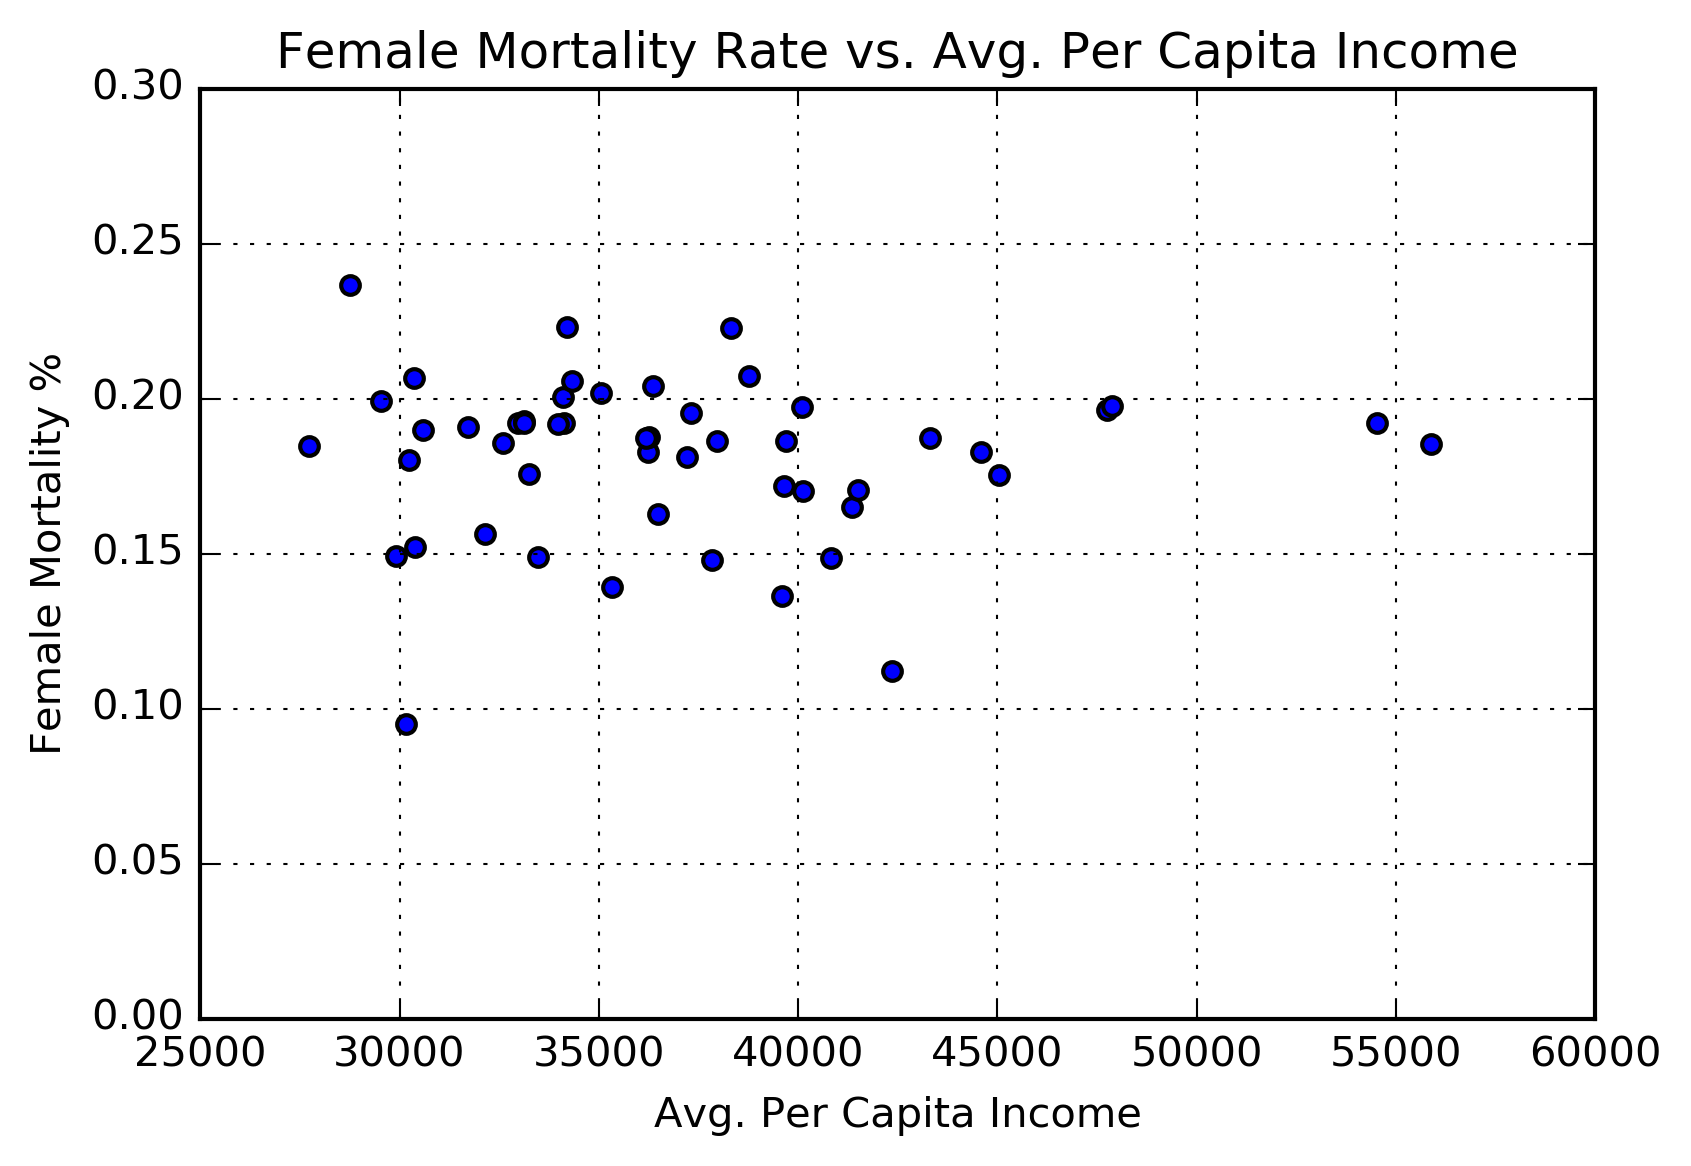 Female Mortality Rate vs. Avg. Per Capita Income
0.30
0.25
0.20
0.15
0.10
0.05
0.00
Female Mortality %
25000 30000 35000 40000 45000 50000 55000 60000
Avg. Per Capita Income